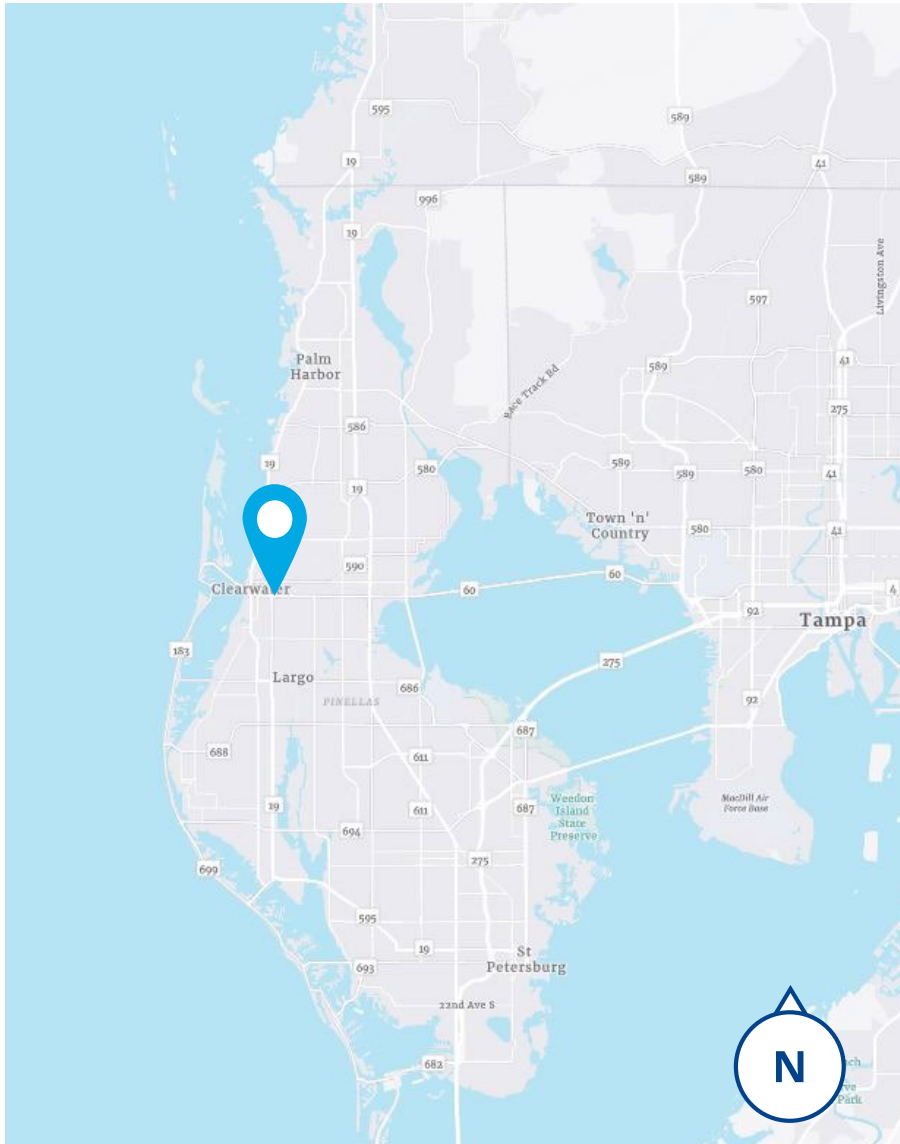 595
589
19
41
589
996
19
Livingston Ave
597
Palm
Harbor
41
589
Race Track Rd
275
586
19
580
589
589
580
41
19
Town 'n'
Country
580
41
590
60
60
Clearwater
4
92
Tampa
183
275
Largo
686
PINELLAS
92
687
688
611
MacDill Air
Force Base
Weedon
Island
State
Preserve
19
611
687
694
275
699
595
19
St
Petersburg
693
22nd Ave S
682
N
Park